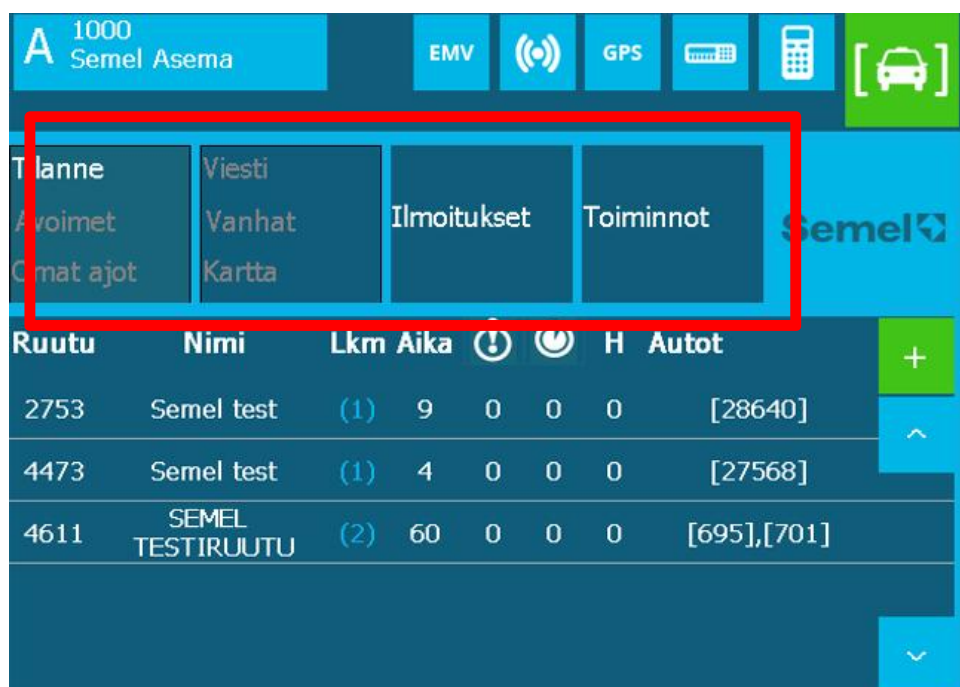 A 1000
Semel Asema
EMV
GPS
Tilanne
Avoimet
Omat ajot
Viesti
Vanhat
Kartta
Ilmoitukset
Toiminnot
Semel
Ruutu Nimi Lkm Aika H Autot
2753 Semel test (1) 9 0 0 0 [28640]
4473 Semel test (1) 4 0 0 0 [27568]
4611 SEMEL TESTIRUUTU (2) 60 0 0 0 [695],[701]